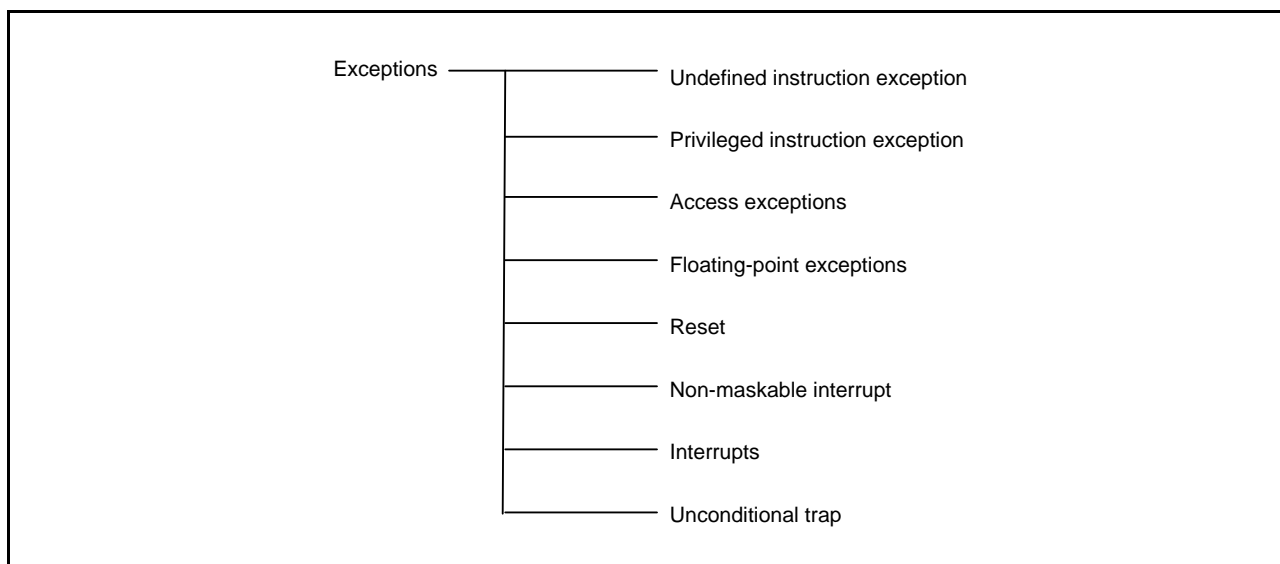 Exceptions
Undefined instruction exception
Privileged instruction exception
Access exceptions
Floating-point exceptions
Reset
Non-maskable interrupt
Interrupts
Unconditional trap